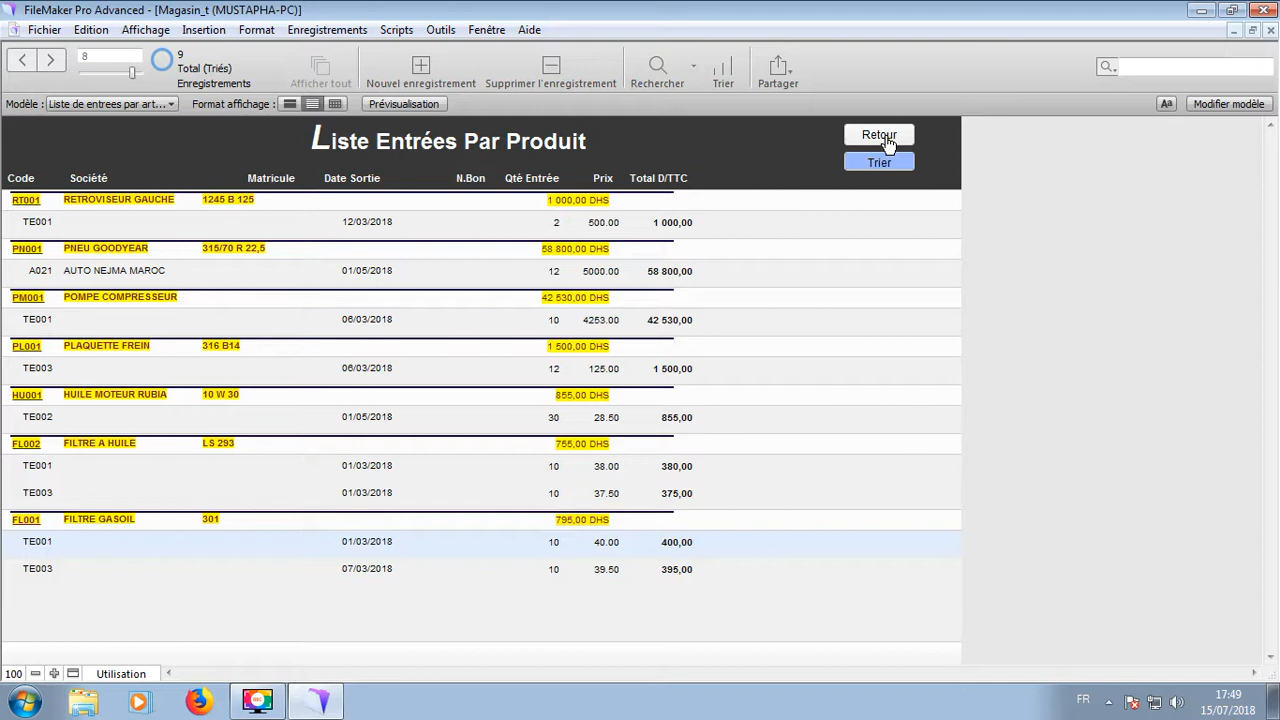 FileMaker Pro Advanced - [Magasin_t (MUSTAPHA-PC)]
Fichier Edition Affichage Insertion Format Enregistrements Scripts Outils Fenêtre Aide
8
9
Total (Triés)
Enregistrements
Afficher tout
Nouvel enregistrement
Supprimer l'enregistrement
Rechercher
Trier
Partager
Modèle : Liste de entrees par art... Format affichage : Prévisualisation Aa Modifier modèle
Liste Entrées Par Produit
Retour
Trier
Code Société Matricule Date Sortie N.Bon Qté Entrée Prix Total D/TTC
RT001 RETROVISEUR GAUCHE 1245 B 125 1 000,00 DHS
TE001 12/03/2018 2 500.00 1 000,00
PN001 PNEU GOODYEAR 315/70 R 22,5 58 800,00 DHS
A021 AUTO NEJMA MAROC 01/05/2018 12 5000.00 58 800,00
PM001 POMPE COMPRESSEUR 42 530,00 DHS
TE001 06/03/2018 10 4253.00 42 530,00
PL001 PLAQUETTE FREIN 316 B14 1 500,00 DHS
TE003 06/03/2018 12 125.00 1 500,00
HU001 HUILE MOTEUR RUBIA 10 W 30 855,00 DHS
TE002 01/05/2018 30 28.50 855,00
FL002 FILTRE A HUILE LS 293 755,00 DHS
TE001 01/03/2018 10 38.00 380,00
TE003 01/03/2018 10 37.50 375,00
FL001 FILTRE GASOIL 301 795,00 DHS
TE001 01/03/2018 10 40.00 400,00
TE003 07/03/2018 10 39.50 395,00
100 Utilisation
FR 17:49
15/07/2018